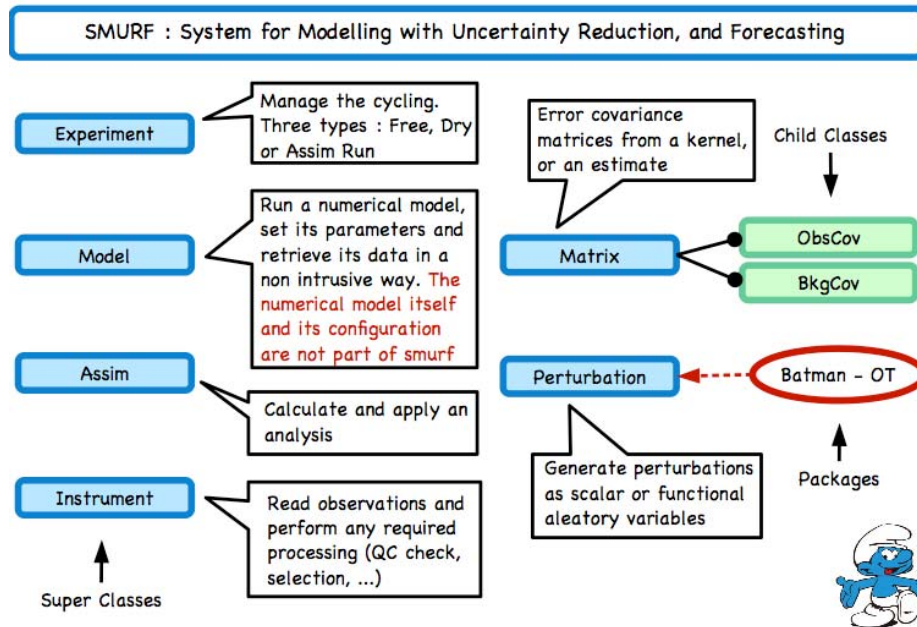 SMURF : System for Modelling with Uncertainty Reduction, and Forecasting
Experiment
Manage the cycling.
Three types : Free, Dry
or Assim Run
Model
Run a numerical model,
set its parameters and
retrieve its data in a
non intrusive way. The
numerical model itself
and its configuration
are not part of smurf
Assim
Calculate and apply an
analysis
Instrument
Read observations and
perform any required
processing (QC check,
selection, ...)
Super Classes
Error covariance
matrices from a kernel,
or an estimate
Child Classes
Matrix
ObsCov
BkgCov
Perturbation
Batman - OT
Generate perturbations
as scalar or functional
aleatory variables
Packages